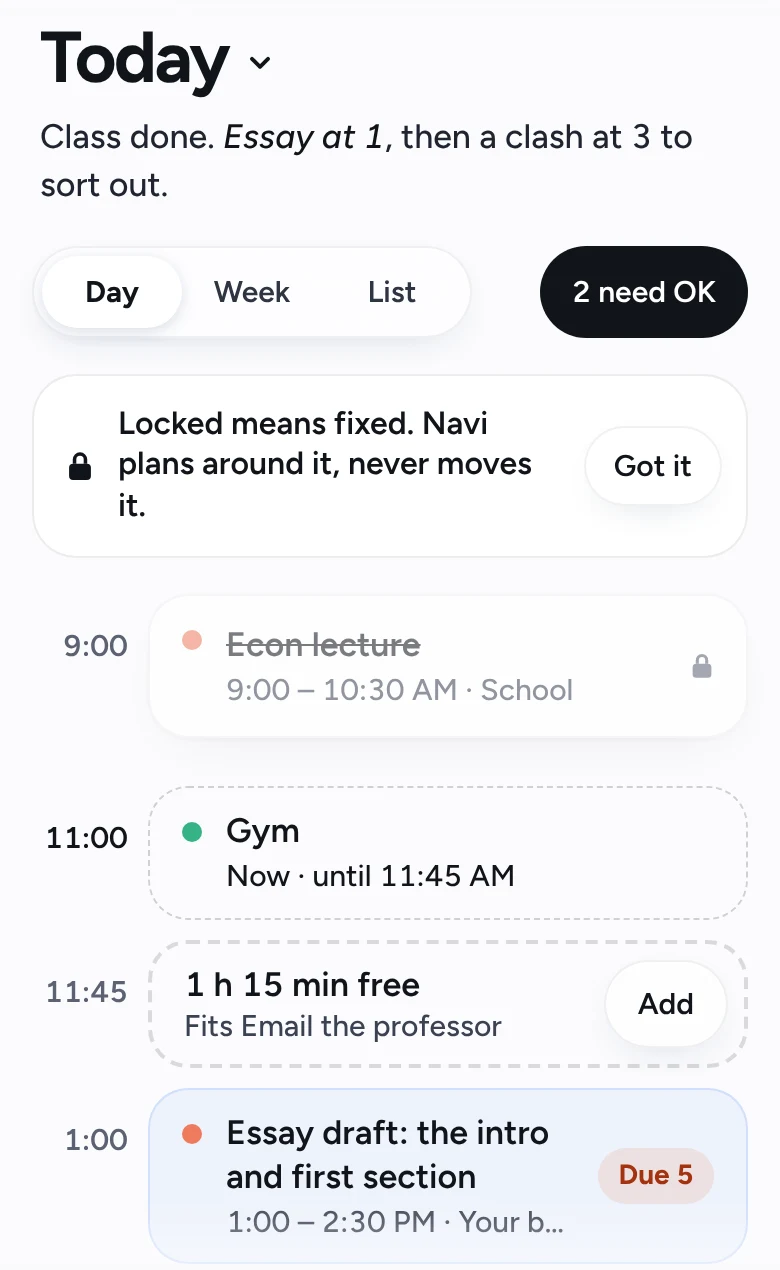 Today
Class done. Essay at 1, then a clash at 3 to
sort out.
Day Week List 2 need OK
Locked means fixed. Navi
plans around it, never moves
it.
Got it
9:00
Econ lecture
9:00 – 10:30 AM · School
11:00
Gym
Now · until 11:45 AM
11:45
1 h 15 min free
Fits Email the professor
Add
1:00
Essay draft: the intro
and first section
1:00 – 2:30 PM · Your b...
Due 5